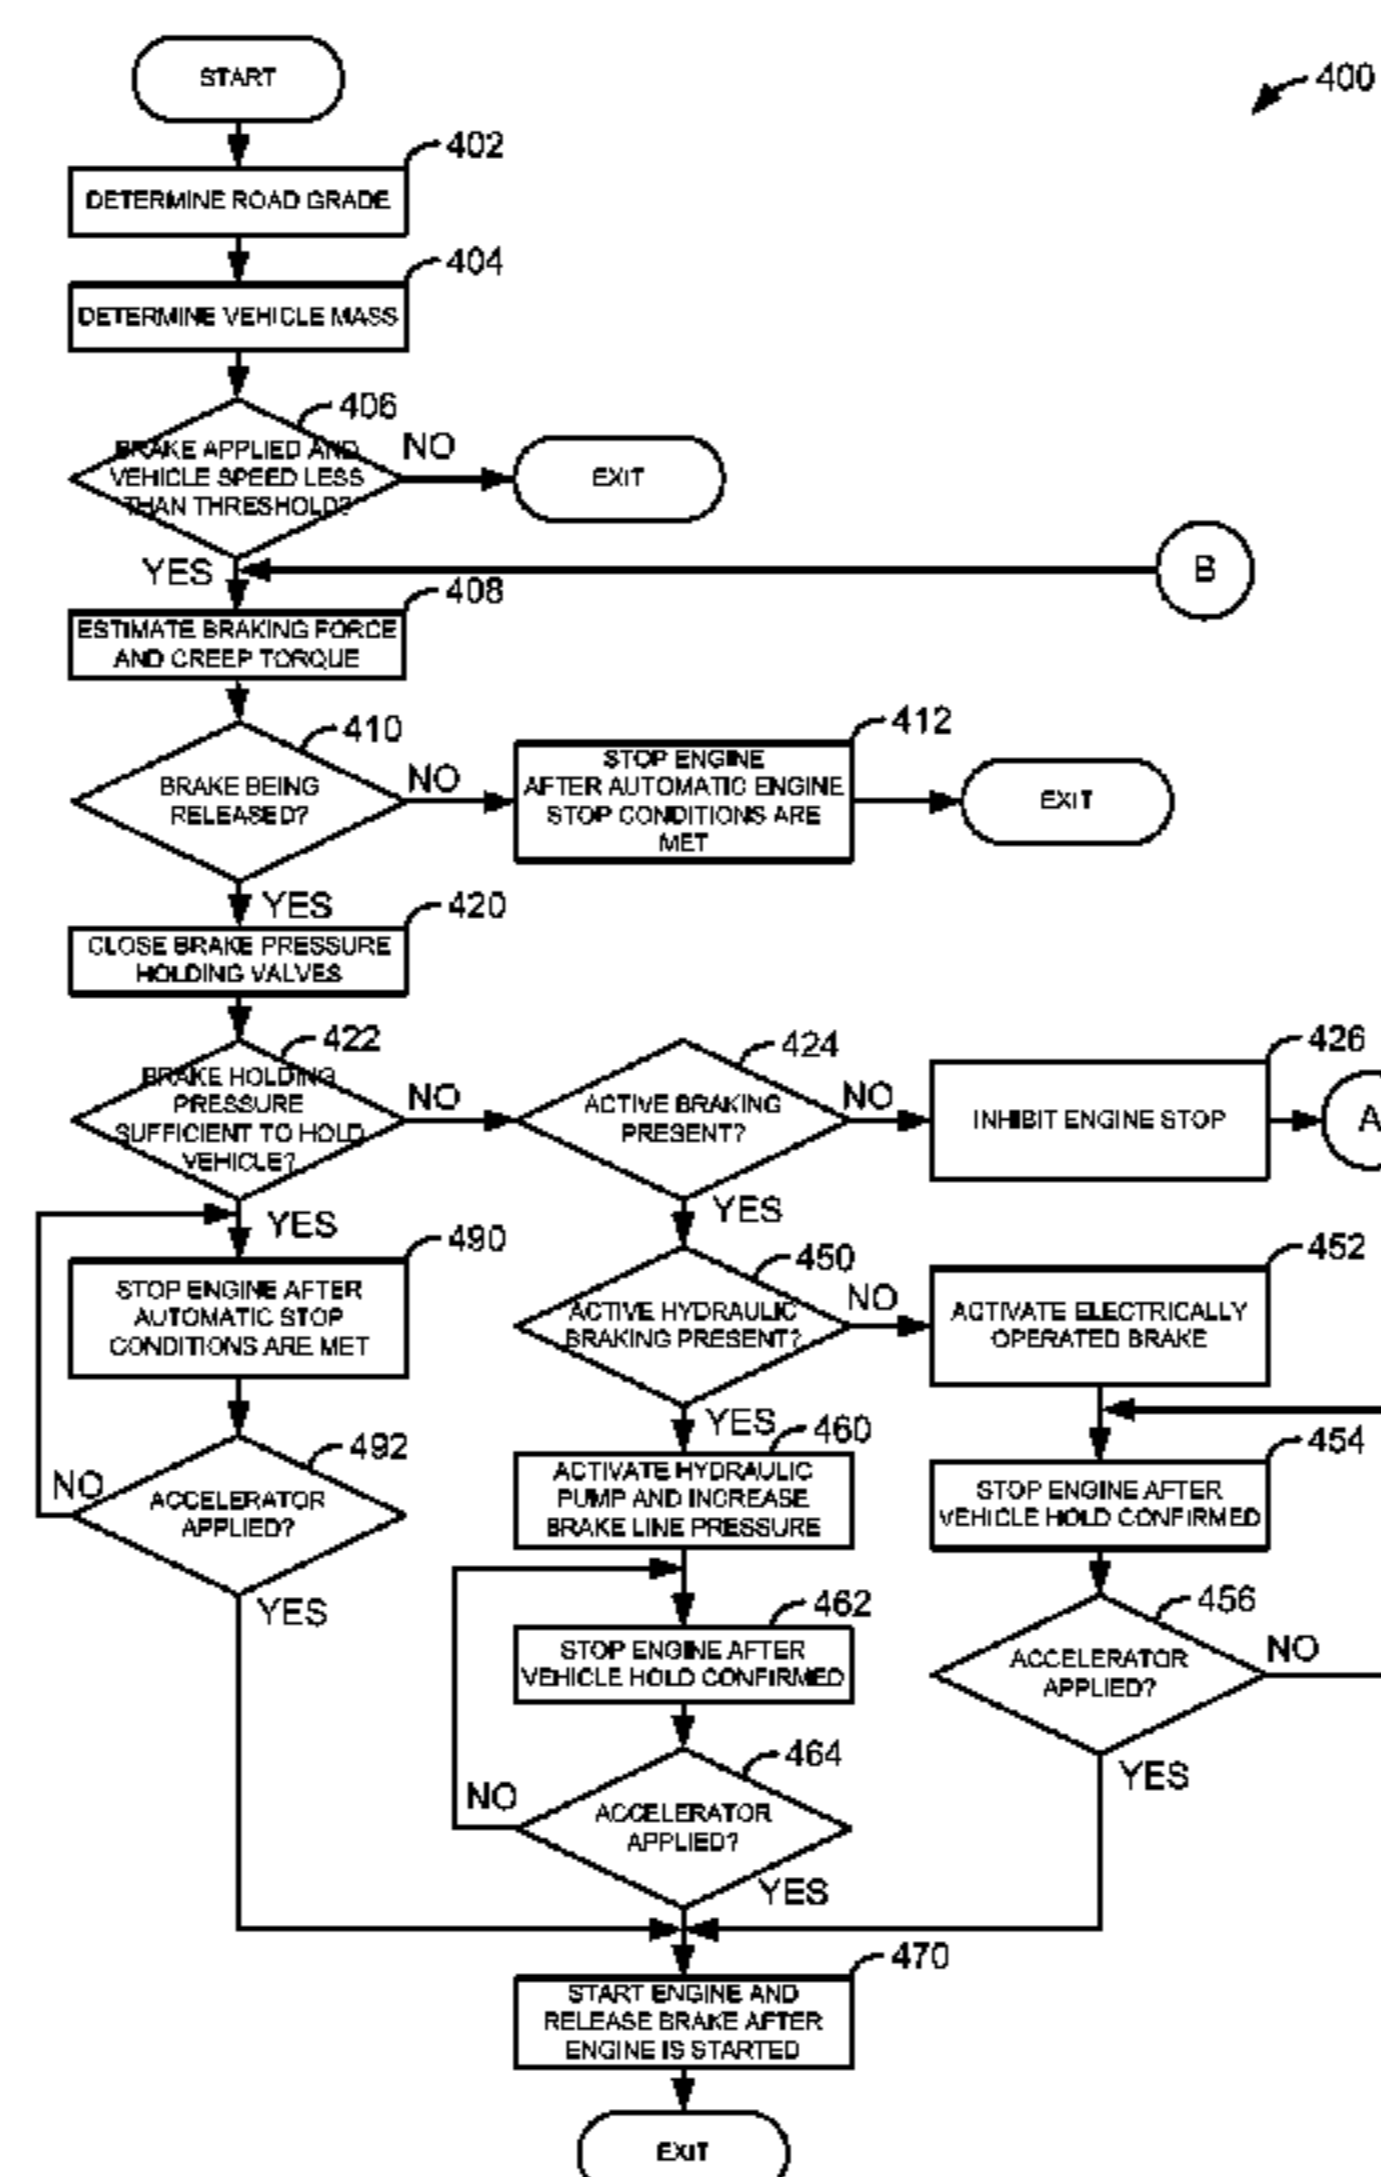 START
400
402
DETERMINE ROAD GRADE
404
DETERMINE VEHICLE MASS
406
BRAKE APPLIED AND
VEHICLE SPEED LESS
THAN THRESHOLD?
NO
EXIT
YES
B
408
ESTIMATE BRAKING FORCE
AND CREEP TORQUE
410
BRAKE BEING
RELEASED?
NO
412
STOP ENGINE
AFTER AUTOMATIC ENGINE
STOP CONDITIONS ARE
MET
EXIT
YES
420
CLOSE BRAKE PRESSURE
HOLDING VALVES
422
BRAKE HOLDING
PRESSURE
SUFFICIENT TO HOLD
VEHICLE?
NO
424
ACTIVE BRAKING
PRESENT?
NO
426
INHIBIT ENGINE STOP
A
YES
YES
490
STOP ENGINE AFTER
AUTOMATIC STOP
CONDITIONS ARE MET
450
ACTIVE HYDRAULIC
BRAKING PRESENT?
NO
452
ACTIVATE ELECTRICALLY
OPERATED BRAKE
YES
492
ACCELERATOR
APPLIED?
NO
YES
460
ACTIVATE HYDRAULIC
PUMP AND INCREASE
BRAKE LINE PRESSURE
454
STOP ENGINE AFTER
VEHICLE HOLD CONFIRMED
462
STOP ENGINE AFTER
VEHICLE HOLD CONFIRMED
456
ACCELERATOR
APPLIED?
NO
YES
464
ACCELERATOR
APPLIED?
NO
YES
470
START ENGINE AND
RELEASE BRAKE AFTER
ENGINE IS STARTED
EXIT